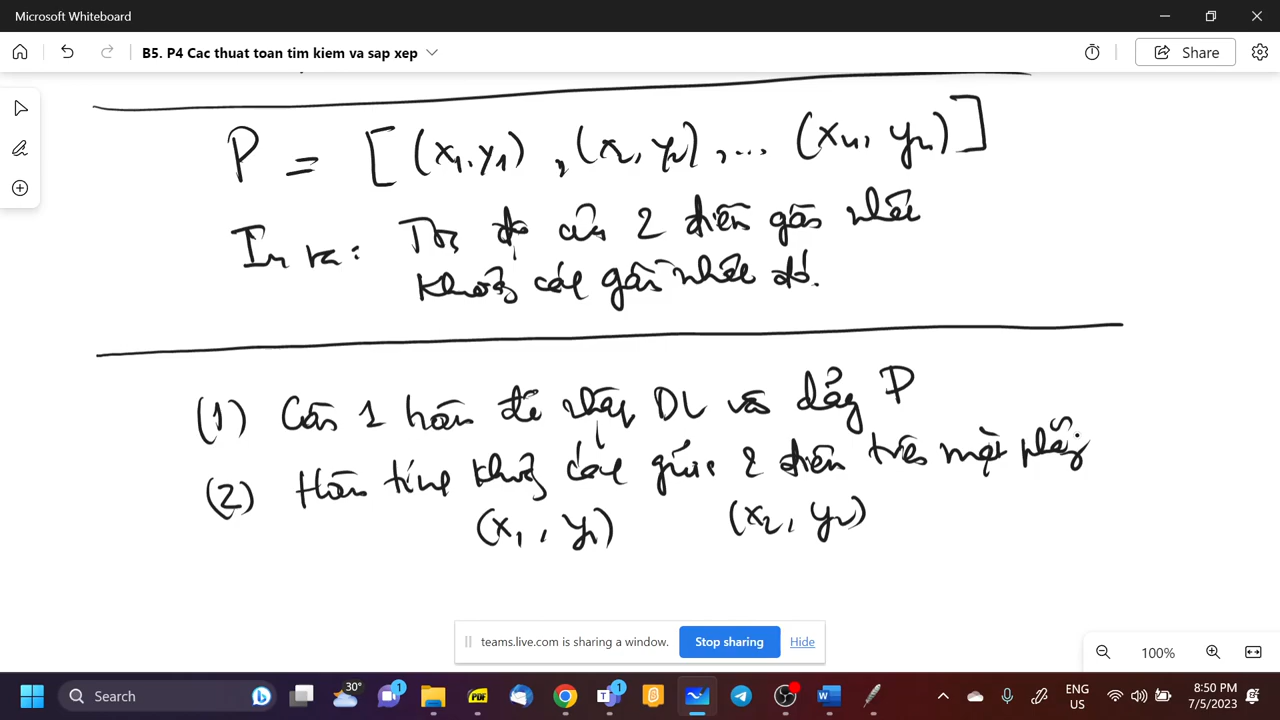 Microsoft Whiteboard
B5. P4 Cac thuat toan tim kiem va sap xep
Share
P = [(x1, y1), (x2, y2), ... (xn, yn)]
In ra: Toạ độ của 2 điểm gần nhất
khoảng cách gần nhất đó.
(1) Cần 1 hàm để nhập DL vào dãy P
(2) Hàm tính khoảng cách giữa 2 điểm trên mặt phẳng
(x1, y1) (x2, y2)
teams.live.com is sharing a window.
Stop sharing
Hide
100%
30°
1
1
Search
ENG
US
8:50 PM
7/5/2023